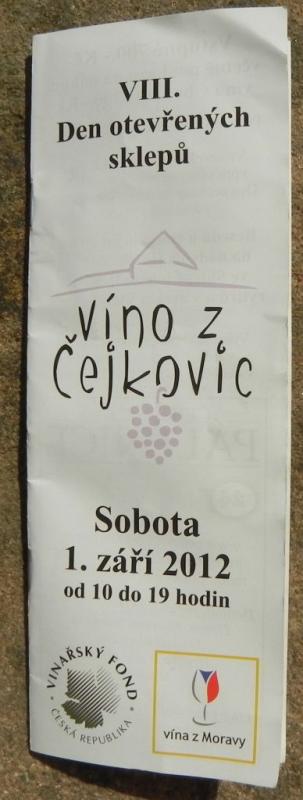 VIII.
Den otevřených
sklepů
víno z
Čejkovic
Sobota
1. září 2012
od 10 do 19 hodin
• VINAŘSKÝ FOND •
ČESKÁ REPUBLIKA
vína z Moravy